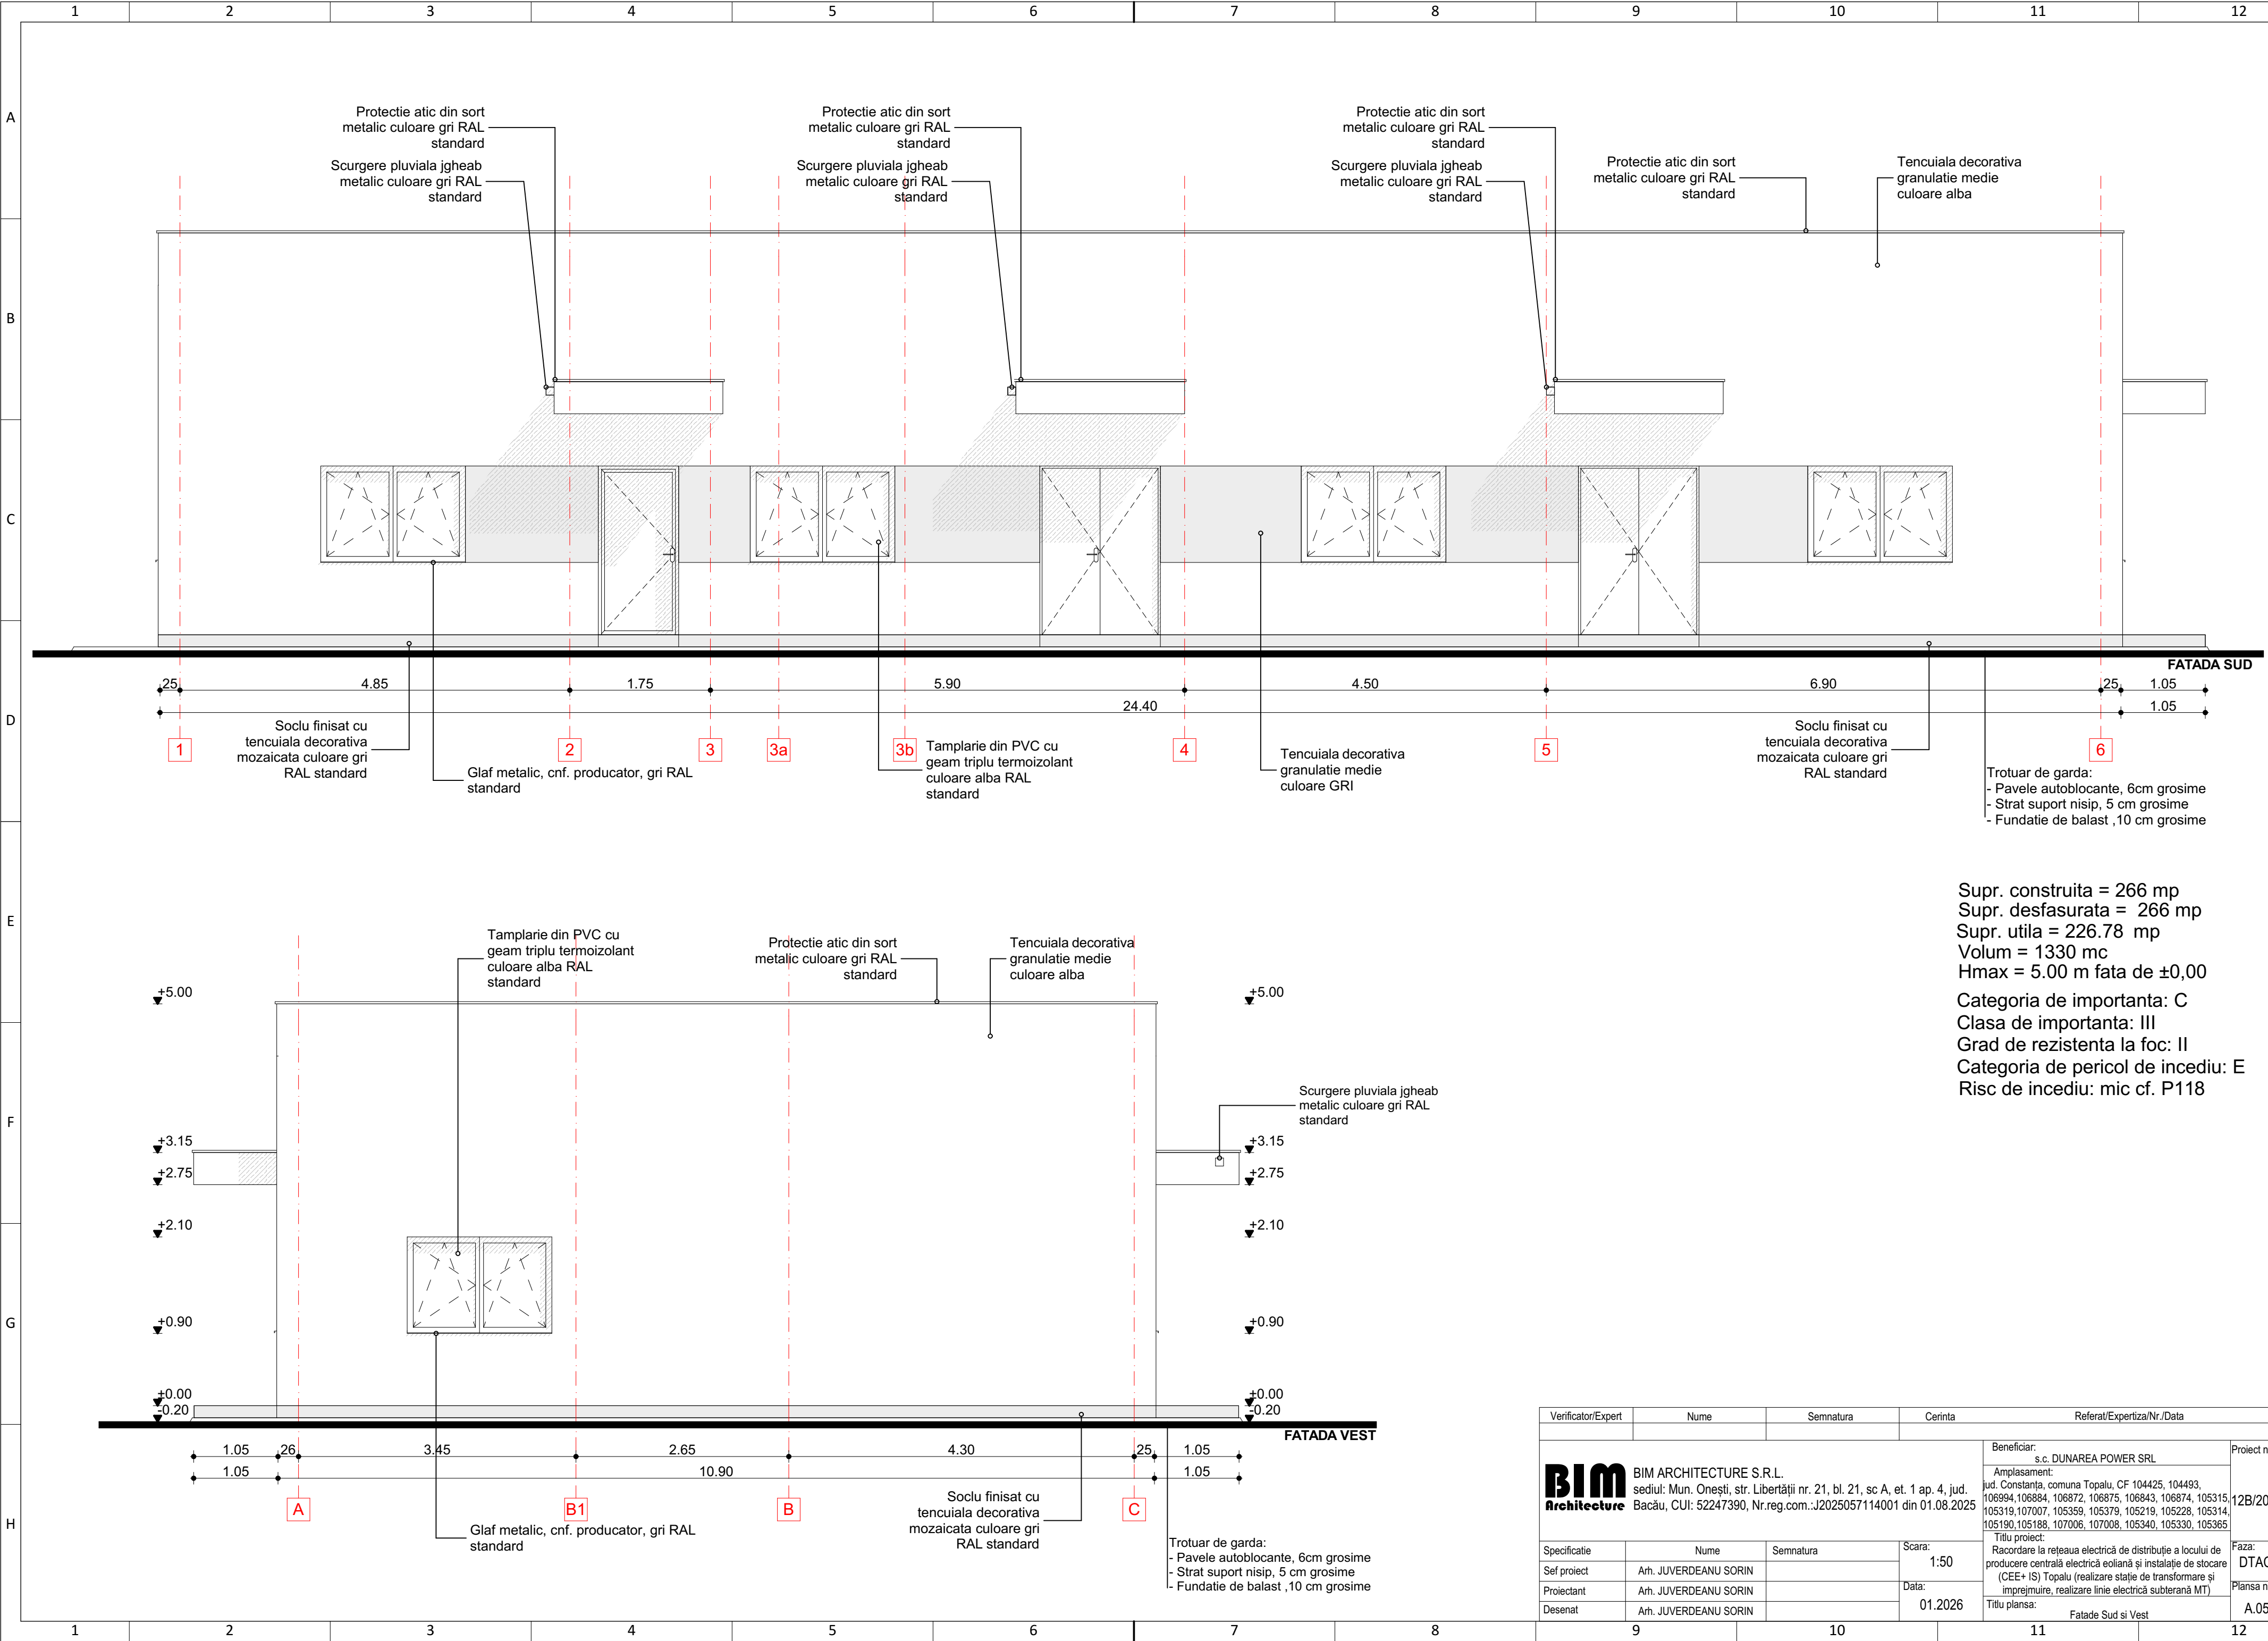 1 2 3 4 5 6 7 8 9 10 11 12
A
B
C
D
E
F
G
H
Protectie atic din sort
metalic culoare gri RAL
standard
Scurgere pluviala jgheab
metalic culoare gri RAL
standard
Protectie atic din sort
metalic culoare gri RAL
standard
Scurgere pluviala jgheab
metalic culoare gri RAL
standard
Protectie atic din sort
metalic culoare gri RAL
standard
Scurgere pluviala jgheab
metalic culoare gri RAL
standard
Protectie atic din sort
metalic culoare gri RAL
standard
Tencuiala decorativa
granulatie medie
culoare alba
FATADA SUD
25 4.85 1.75 5.90 4.50 6.90 25 1.05
24.40 1.05
1 2 3 3a 3b 4 5 6
Soclu finisat cu
tencuiala decorativa
mozaicata culoare gri
RAL standard
Glaf metalic, cnf. producator, gri RAL
standard
Tamplarie din PVC cu
geam triplu termoizolant
culoare alba RAL
standard
Tencuiala decorativa
granulatie medie
culoare GRI
Soclu finisat cu
tencuiala decorativa
mozaicata culoare gri
RAL standard
Trotuar de garda:
- Pavele autoblocante, 6cm grosime
- Strat suport nisip, 5 cm grosime
- Fundatie de balast ,10 cm grosime
Supr. construita = 266 mp
Supr. desfasurata = 266 mp
Supr. utila = 226.78 mp
Volum = 1330 mc
Hmax = 5.00 m fata de ±0,00
Categoria de importanta: C
Clasa de importanta: III
Grad de rezistenta la foc: II
Categoria de pericol de incediu: E
Risc de incediu: mic cf. P118
Tamplarie din PVC cu
geam triplu termoizolant
culoare alba RAL
standard
Protectie atic din sort
metalic culoare gri RAL
standard
Tencuiala decorativa
granulatie medie
culoare alba
Scurgere pluviala jgheab
metalic culoare gri RAL
standard
+5.00 +5.00
+3.15 +3.15
+2.75 +2.75
+2.10 +2.10
+0.90 +0.90
±0.00 ±0.00
-0.20 -0.20
FATADA VEST
1.05 26 3.45 2.65 4.30 25 1.05
1.05 10.90 1.05
A B1 B C
Glaf metalic, cnf. producator, gri RAL
standard
Soclu finisat cu
tencuiala decorativa
mozaicata culoare gri
RAL standard
Trotuar de garda:
- Pavele autoblocante, 6cm grosime
- Strat suport nisip, 5 cm grosime
- Fundatie de balast ,10 cm grosime
Verificator/Expert Nume Semnatura Cerinta Referat/Expertiza/Nr./Data
BIM
Architecture
BIM ARCHITECTURE S.R.L.
sediul: Mun. Onești, str. Libertății nr. 21, bl. 21, sc A, et. 1 ap. 4, jud.
Bacău, CUI: 52247390, Nr.reg.com.:J2025057114001 din 01.08.2025
Beneficiar:
s.c. DUNAREA POWER SRL
Amplasament:
jud. Constanța, comuna Topalu, CF 104425, 104493,
106994,106884, 106872, 106875, 106843, 106874, 105315,
105319,107007, 105359, 105379, 105219, 105228, 105314,
105190,105188, 107006, 107008, 105340, 105330, 105365
Proiect n
12B/20
Specificatie Nume Semnatura
Sef proiect Arh. JUVERDEANU SORIN
Proiectant Arh. JUVERDEANU SORIN
Desenat Arh. JUVERDEANU SORIN
Scara:
1:50
Data:
01.2026
Titlu proiect:
Racordare la rețeaua electrică de distribuție a locului de
producere centrală electrică eoliană și instalație de stocare
(CEE+ IS) Topalu (realizare stație de transformare și
imprejmuire, realizare linie electrică subterană MT)
Titlu plansa:
Fatade Sud si Vest
Faza:
DTAC
Plansa n
A.05
1 2 3 4 5 6 7 8 9 10 11 12